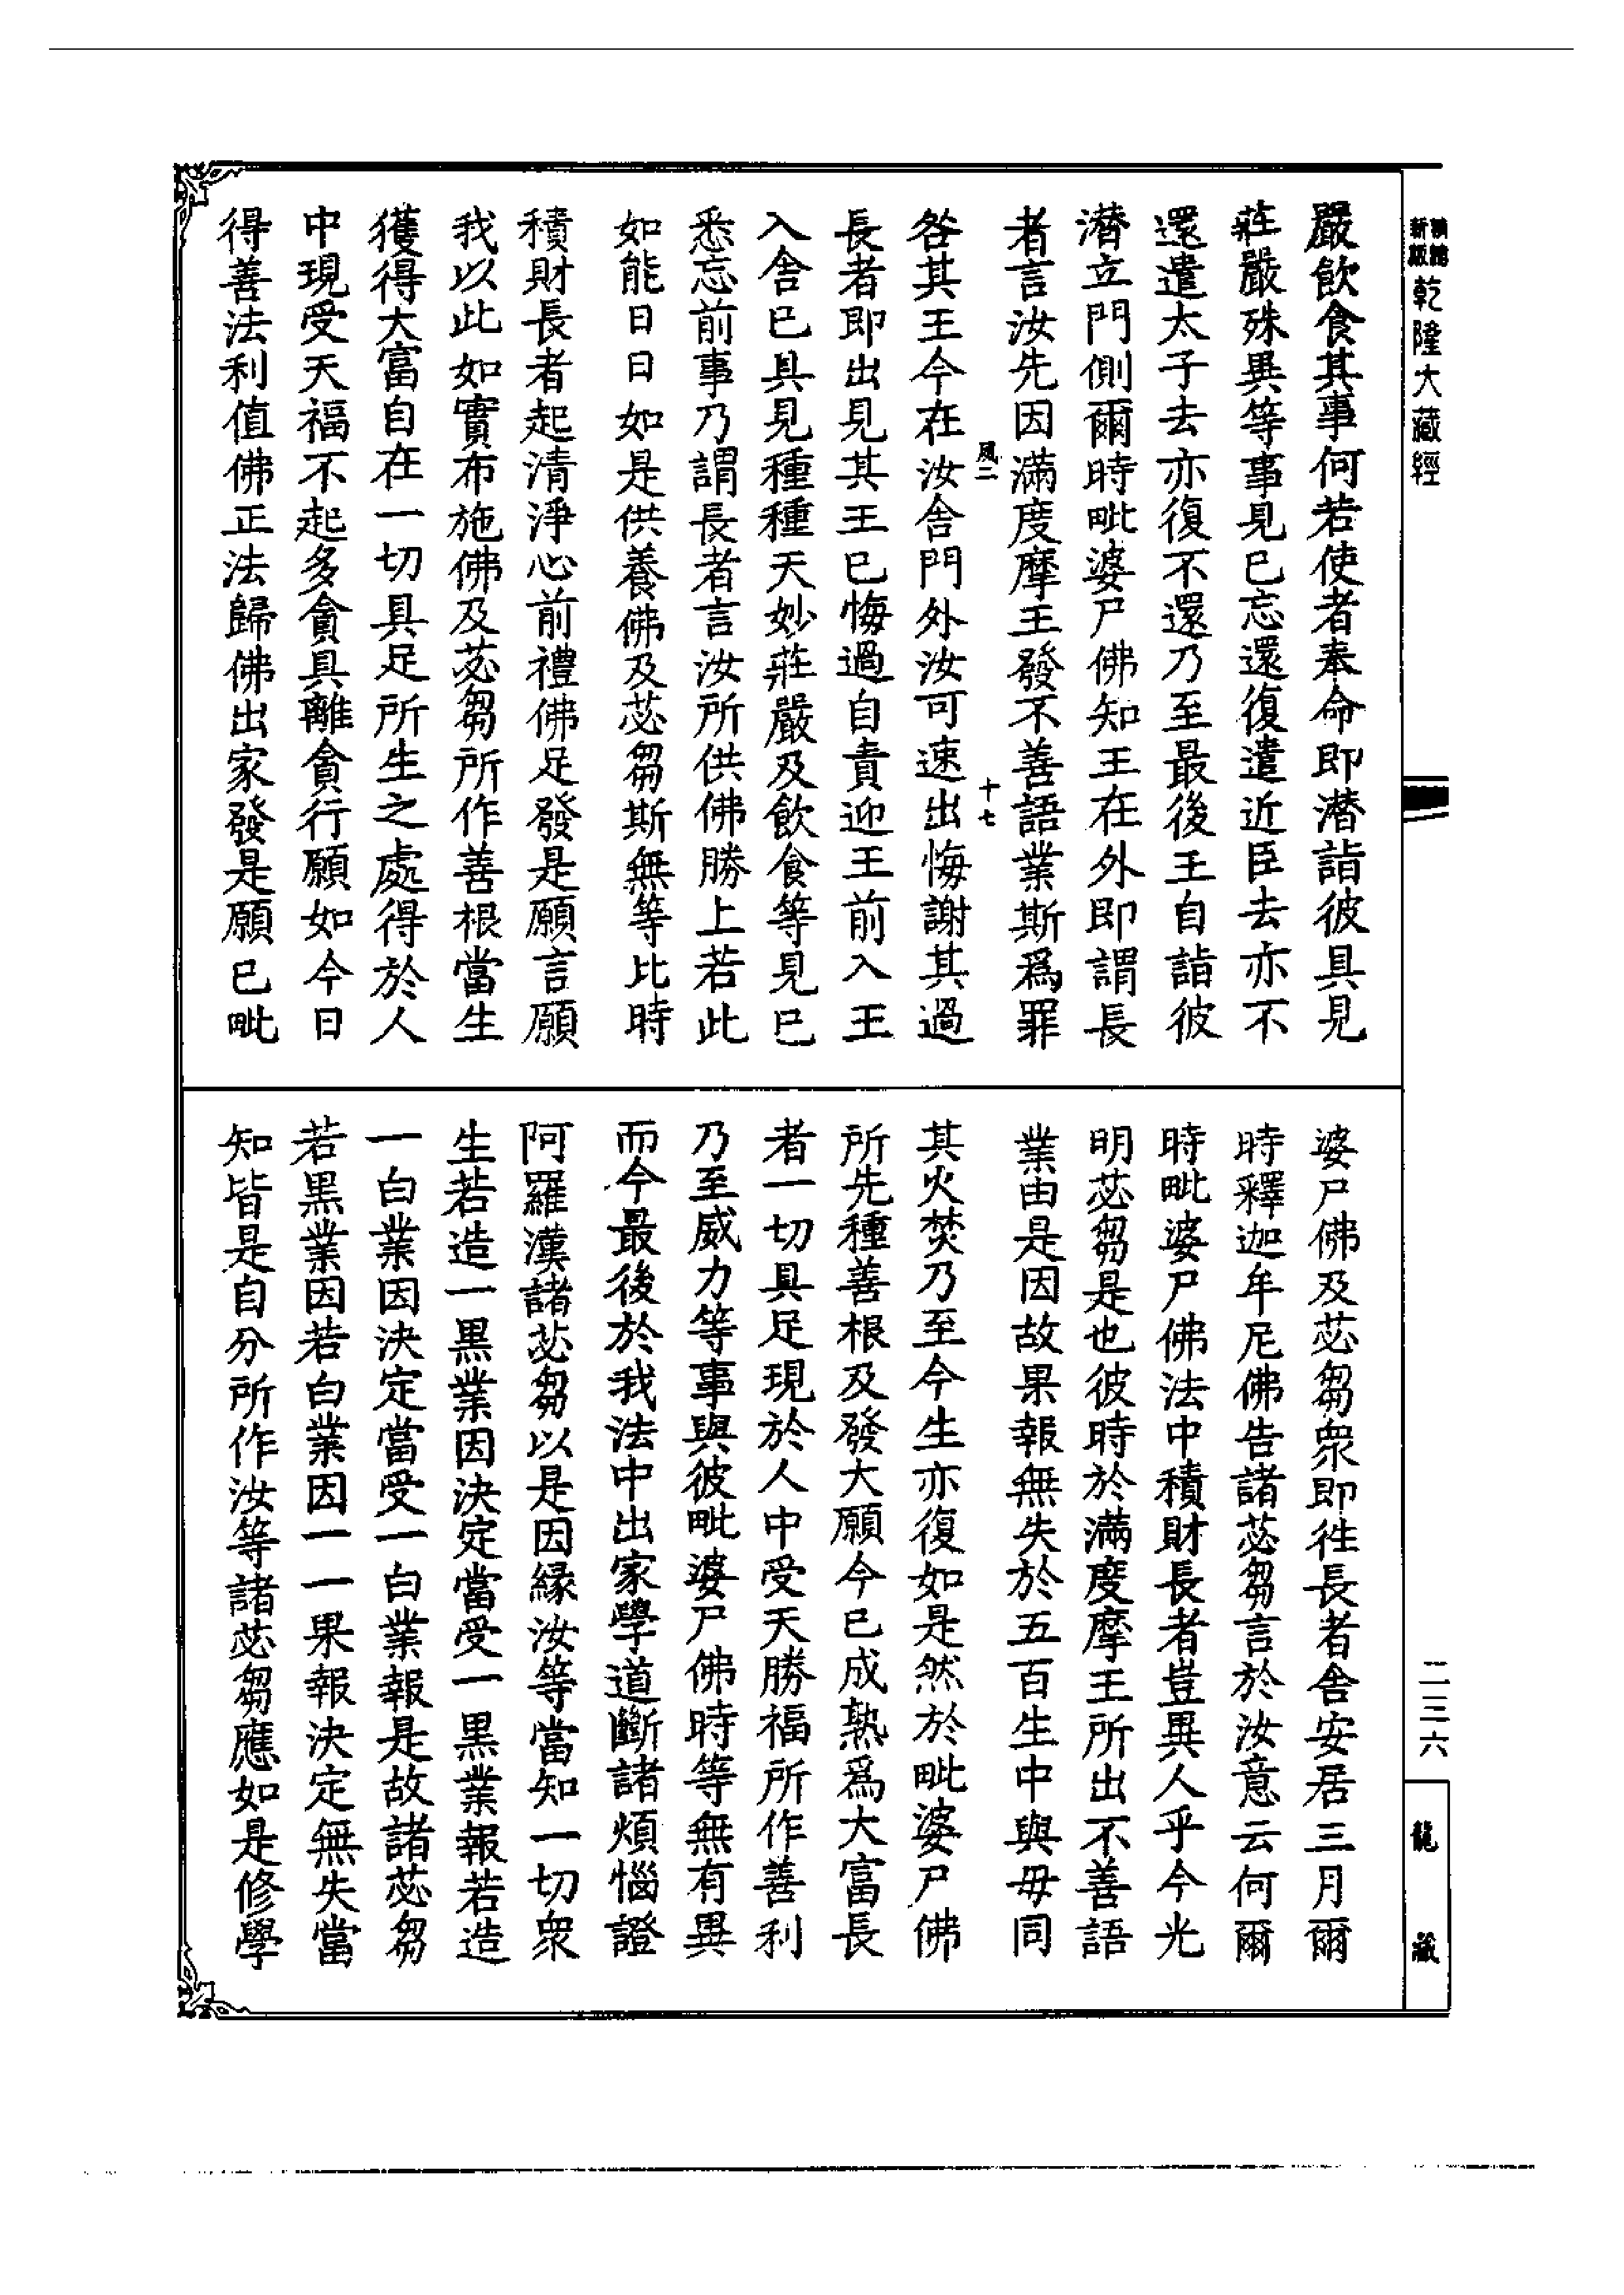 新版
乾隆大藏經
嚴飲食其事何若使者奉命即潛詣彼具見
莊嚴殊異等事見已忘還復遣近臣去亦不
還遣太子去亦復不還乃至最後王自詣彼
潛立門側爾時毗婆尸佛知王在外即謂長
者言汝先因滿度摩王發不善語業斯爲罪
風二
十七
咎其王今在汝舍門外汝可速出悔謝其過
長者即出見其王已悔過自責迎王前入王
入舍已具見種種天妙莊嚴及飲食等見已
悉忘前事乃謂長者言汝所供佛勝上若此
如能日日如是供養佛及苾芻斯無等比時
積財長者起清淨心前禮佛足發是願言願
我以此如實布施佛及苾芻所作善根當生
獲得大富自在一切具足所生之處得於人
中現受天福不起多貪具離貪行願如今日
得善法利值佛正法歸佛出家發是願已毗
婆尸佛及苾芻衆即往長者舍安居三月爾
時釋迦牟尼佛告諸苾芻言於汝意云何爾
時毗婆尸佛法中積財長者豈異人乎今光
明苾芻是也彼時於滿度摩王所出不善語
業由是因故果報無失於五百生中與母同
其火焚乃至今生亦復如是然於毗婆尸佛
所先種善根及發大願今已成熟爲大富長
者一切具足現於人中受天勝福所作善利
乃至威力等事與彼毗婆尸佛時等無有異
而今最後於我法中出家學道斷諸煩惱證
阿羅漢諸苾芻以是因緣汝等當知一切衆
生若造一黑業因決定當受一黑業報若造
一白業因決定當受一白業報是故諸苾芻
若黑業因若白業因一一果報決定無失當
知皆是自分所作汝等諸苾芻應如是修學
二三六
龍藏